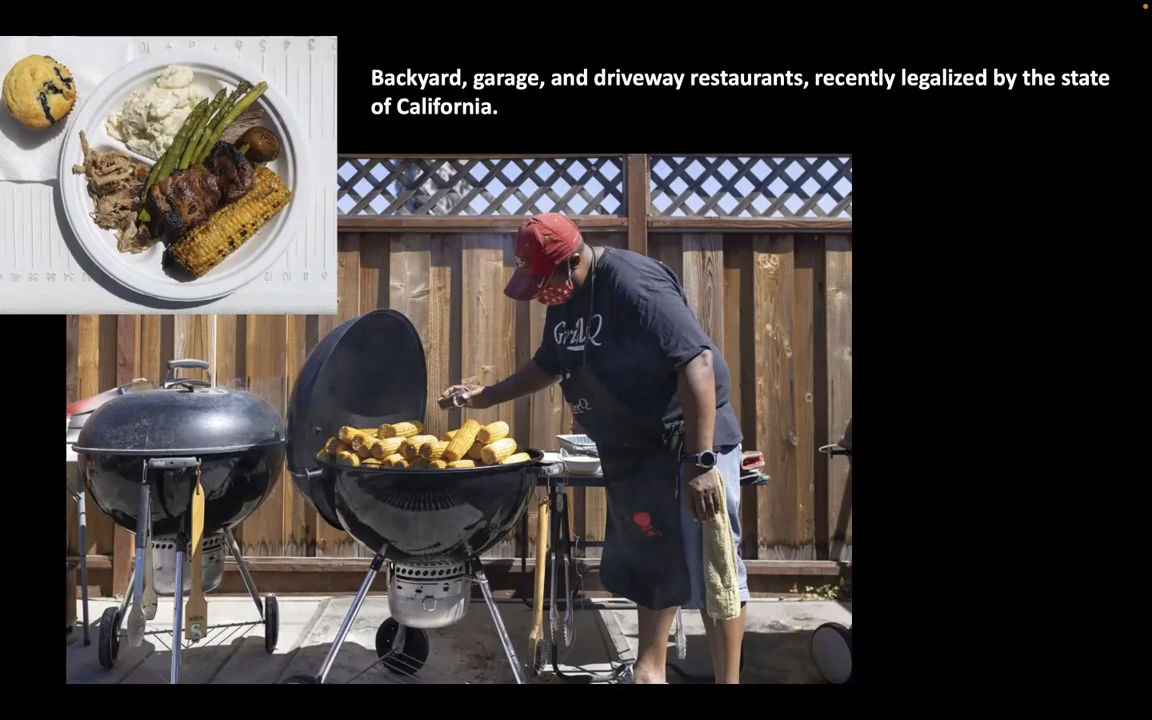 Backyard, garage, and driveway restaurants, recently legalized by the state
of California.